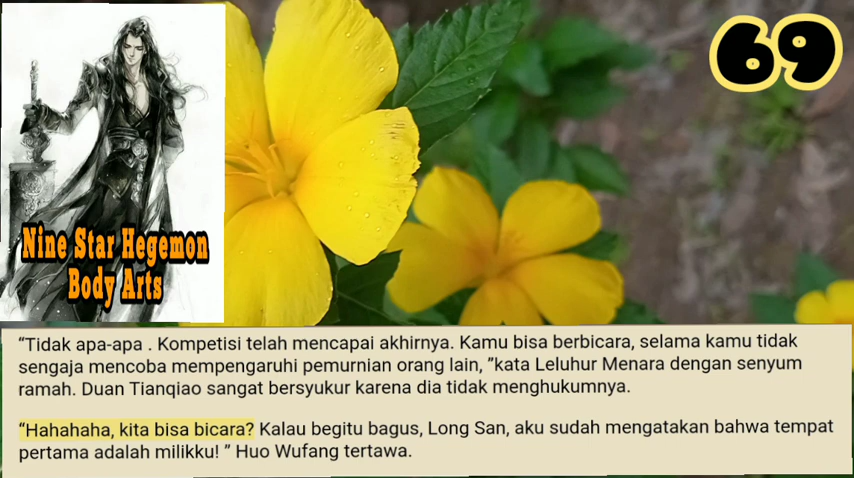 69
Nine Star Hegemon
Body Arts
“Tidak apa-apa . Kompetisi telah mencapai akhirnya. Kamu bisa berbicara, selama kamu tidak
sengaja mencoba mempengaruhi pemurnian orang lain, ”kata Leluhur Menara dengan senyum
ramah. Duan Tianqiao sangat bersyukur karena dia tidak menghukumnya.
“Hahahaha, kita bisa bicara? Kalau begitu bagus, Long San, aku sudah mengatakan bahwa tempat
pertama adalah milikku! ” Huo Wufang tertawa.